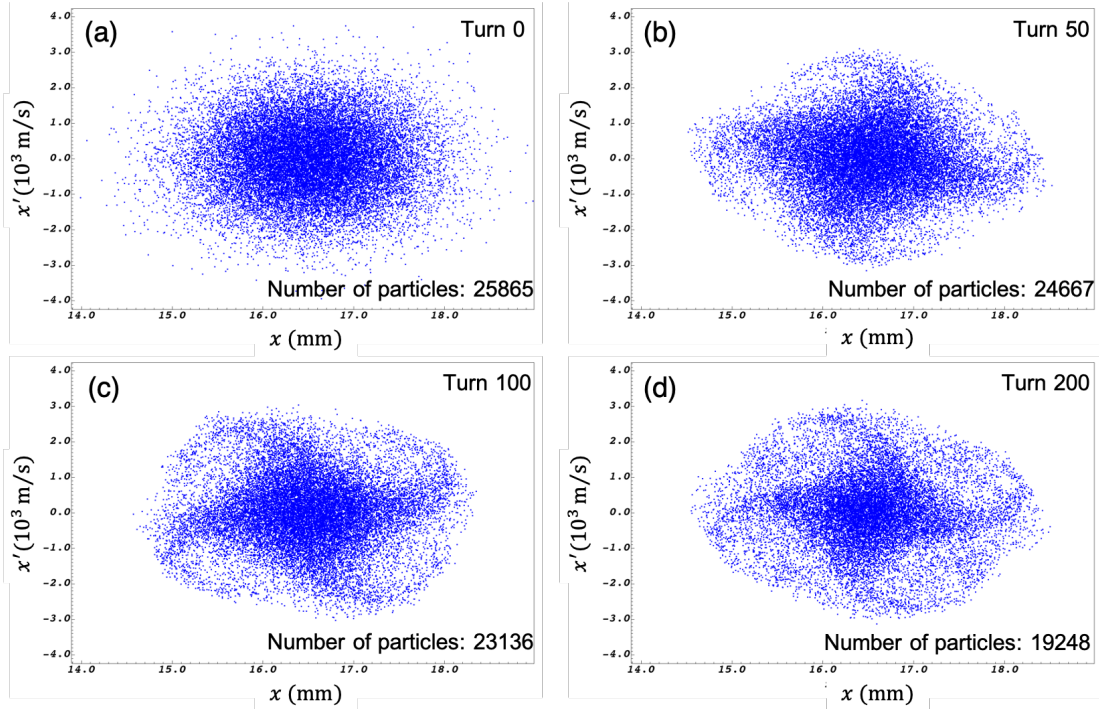 (a)
Turn 0
4.0
3.0
2.0
1.0
0.0
-1.0
-2.0
-3.0
-4.0
x′ (10³ m/s)
Number of particles: 25865
14.0 15.0 16.0 17.0 18.0
x (mm)
(b)
Turn 50
4.0
3.0
2.0
1.0
0.0
-1.0
-2.0
-3.0
-4.0
x′ (10³ m/s)
Number of particles: 24667
14.0 15.0 16.0 17.0 18.0
x (mm)
(c)
Turn 100
4.0
3.0
2.0
1.0
0.0
-1.0
-2.0
-3.0
-4.0
x′ (10³ m/s)
Number of particles: 23136
14.0 15.0 16.0 17.0 18.0
x (mm)
(d)
Turn 200
4.0
3.0
2.0
1.0
0.0
-1.0
-2.0
-3.0
-4.0
x′ (10³ m/s)
Number of particles: 19248
14.0 15.0 16.0 17.0 18.0
x (mm)